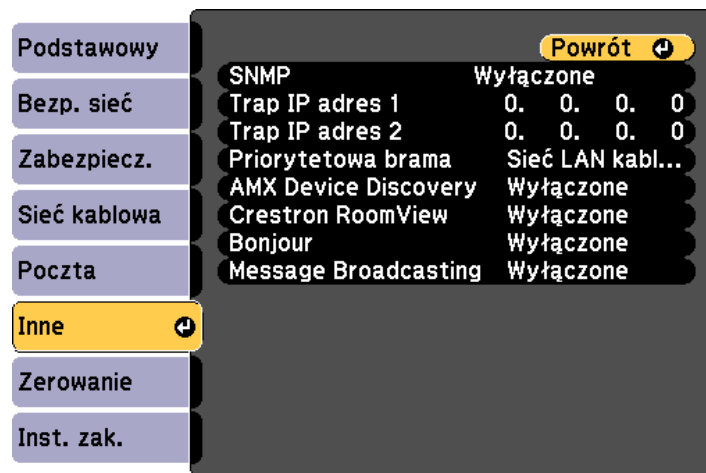 Podstawowy
Bezp. sieć
Zabezpiecz.
Sieć kablowa
Poczta
Inne
Zerowanie
Inst. zak.
Powrót
SNMP Wyłączone
Trap IP adres 1 0. 0. 0. 0
Trap IP adres 2 0. 0. 0. 0
Priorytetowa brama Sieć LAN kabl...
AMX Device Discovery Wyłączone
Crestron RoomView Wyłączone
Bonjour Wyłączone
Message Broadcasting Wyłączone